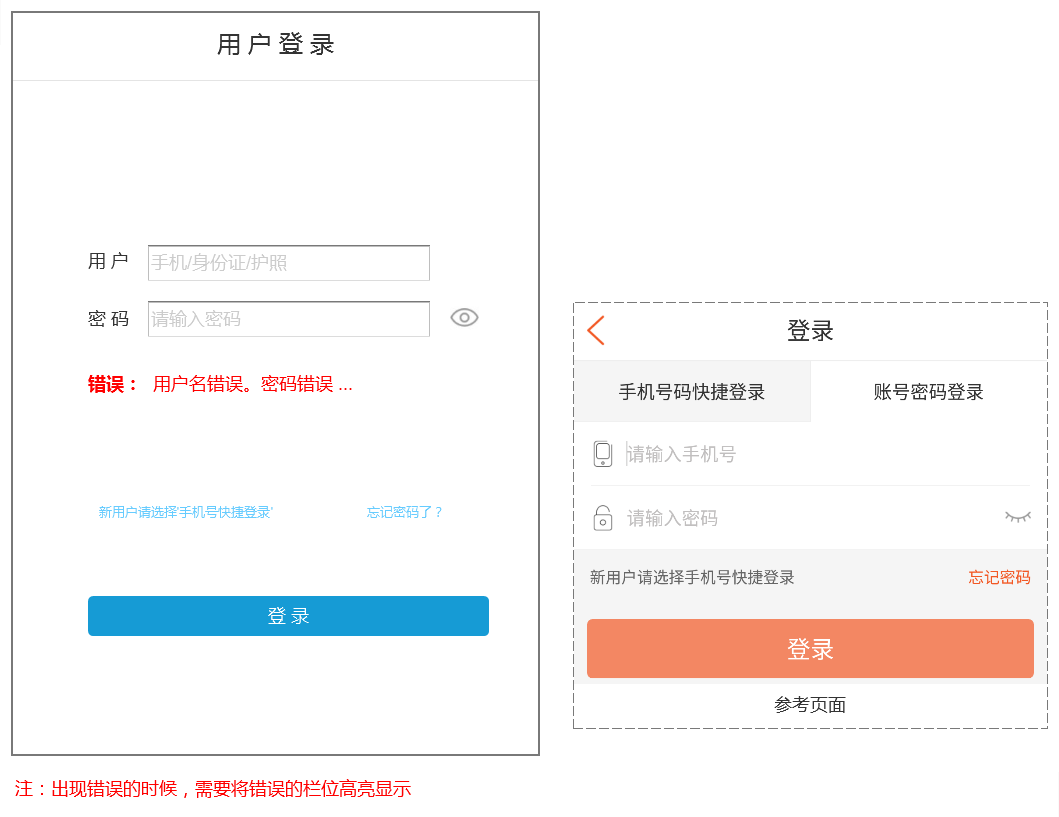 用 户 登 录
用 户
手机/身份证/护照
密 码
请输入密码
错误： 用户名错误。密码错误 ...
新用户请选择'手机号快捷登录'
忘记密码了？
登 录
注：出现错误的时候，需要将错误的栏位高亮显示
登录
手机号码快捷登录
账号密码登录
请输入手机号
请输入密码
新用户请选择手机号快捷登录
忘记密码
登录
参考页面